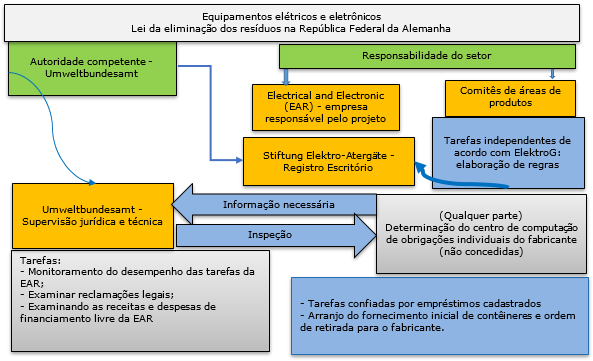 Equipamentos elétricos e eletrônicos
Lei da eliminação dos resíduos na República Federal da Alemanha
Autoridade competente -
Umweltbundesamt
Responsabilidade do setor
Electrical and Electronic
(EAR) - empresa
responsável pelo projeto
Comitês de áreas de
produtos
Tarefas independentes de
acordo com ElektroG:
elaboração de regras
Stiftung Elektro-Atergäte -
Registro Escritório
Umweltbundesamt -
Supervisão jurídica e técnica
Informação necessária
Inspeção
(Qualquer parte)
Determinação do centro de computação
de obrigações individuais do fabricante
(não concedidas)
Tarefas:
- Monitoramento do desempenho das tarefas da
EAR;
- Examinar reclamações legais;
- Examinando as receitas e despesas de
financiamento livre da EAR
- Tarefas confiadas por empréstimos cadastrados
- Arranjo do fornecimento inicial de contêineres e ordem
de retirada para o fabricante.